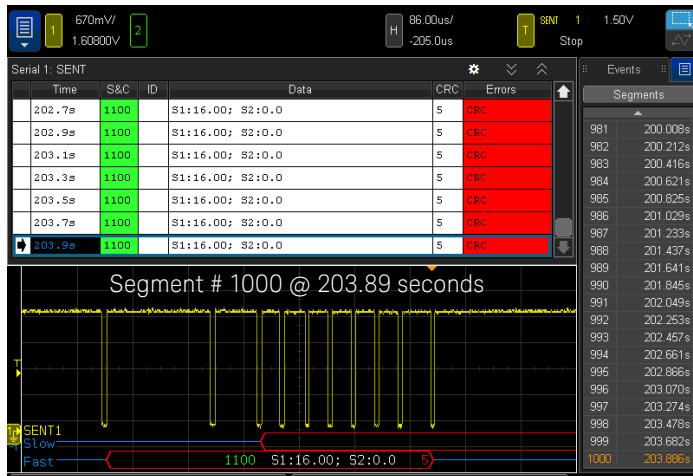 1 670mV/ 1.60800V 2 H 86.00us/ -205.0us T SENT 1 1.50V Stop
Serial 1: SENT
Time S&C ID Data CRC Errors
202.7s 1100 S1:16.00; S2:0.0 5 CRC
202.9s 1100 S1:16.00; S2:0.0 5 CRC
203.1s 1100 S1:16.00; S2:0.0 5 CRC
203.3s 1100 S1:16.00; S2:0.0 5 CRC
203.5s 1100 S1:16.00; S2:0.0 5 CRC
203.7s 1100 S1:16.00; S2:0.0 5 CRC
203.9s 1100 S1:16.00; S2:0.0 5 CRC
Segment # 1000 @ 203.89 seconds
T
SENT1
Slow
Fast 1100 S1:16.00; S2:0.0 5
Events
Segments
981 200.008s
982 200.212s
983 200.416s
984 200.621s
985 200.825s
986 201.029s
987 201.233s
988 201.437s
989 201.641s
990 201.845s
991 202.049s
992 202.253s
993 202.457s
994 202.661s
995 202.866s
996 203.070s
997 203.274s
998 203.478s
999 203.682s
1000 203.886s